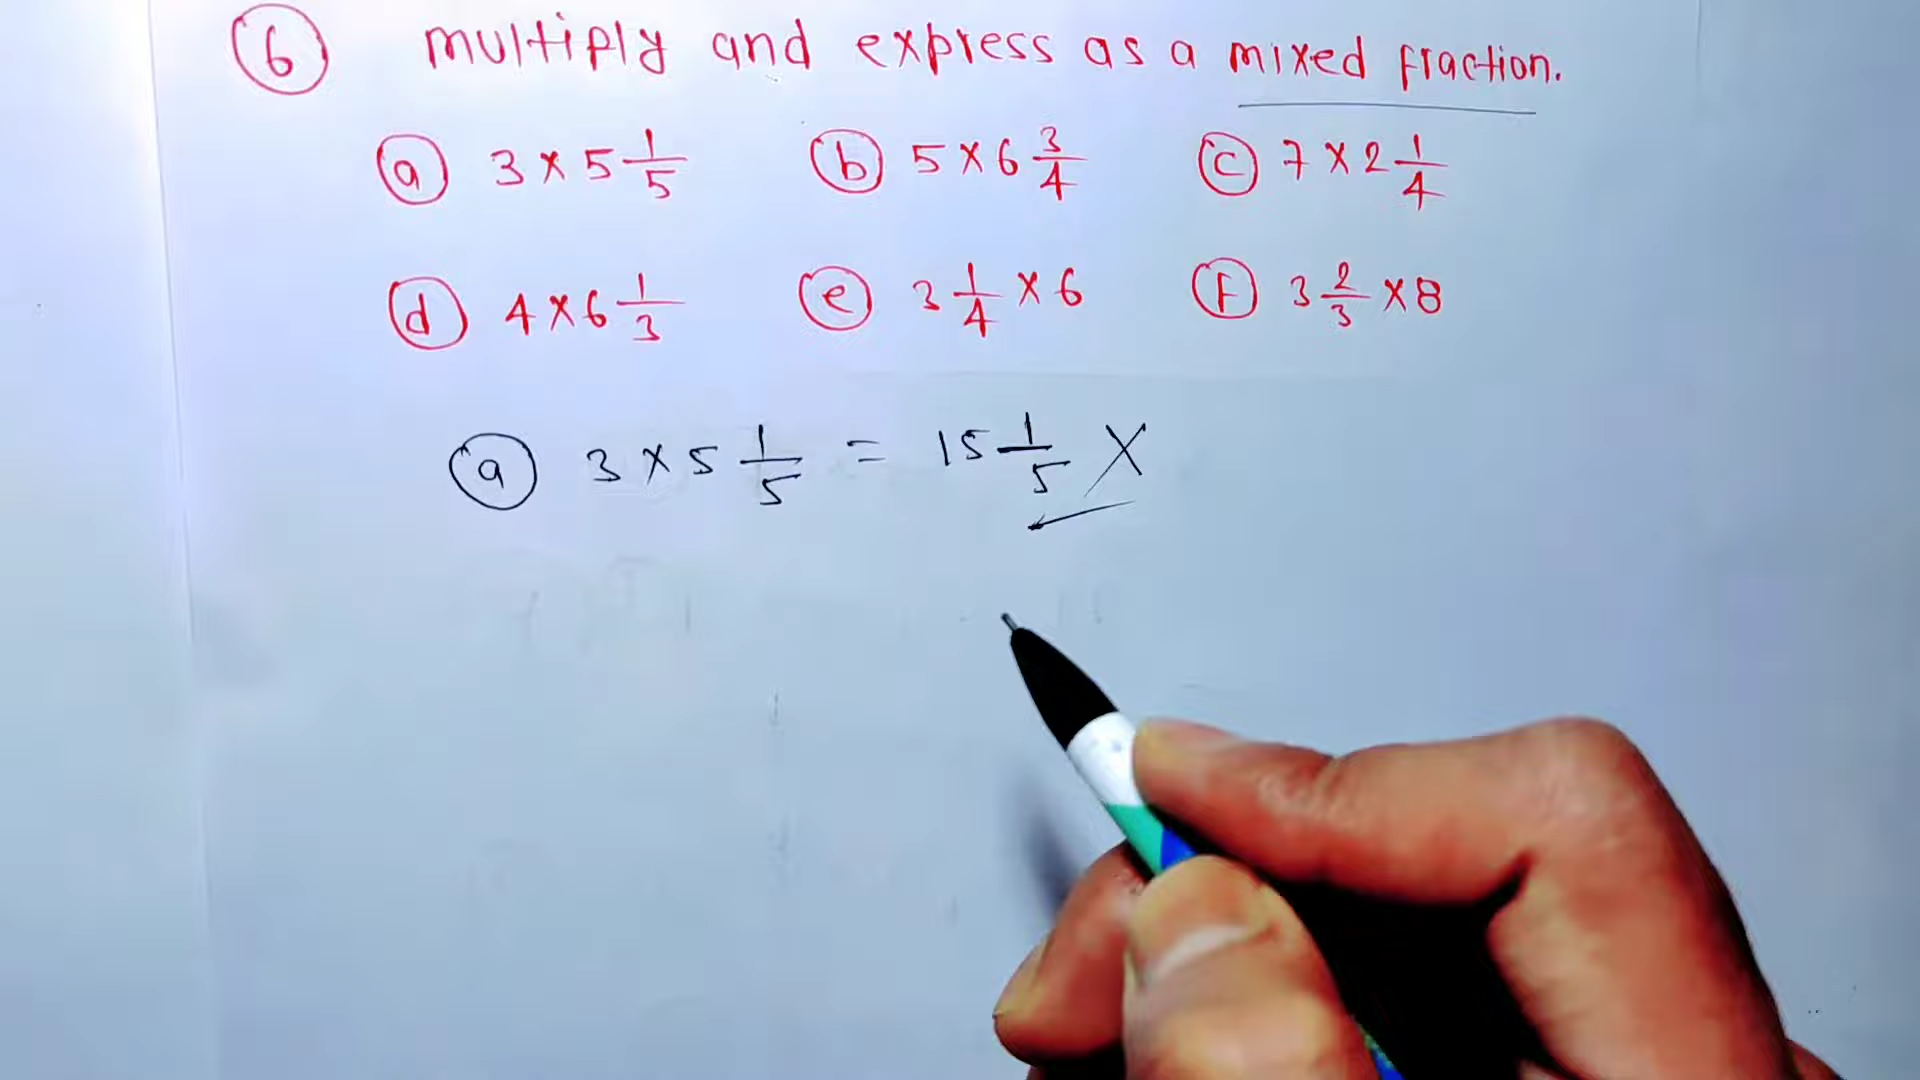 6 multiply and express as a mixed fraction.
a 3 × 5 1/5 b 5 × 6 3/4 c 7 × 2 1/4
d 4 × 6 1/3 e 3 1/4 × 6 f 3 2/3 × 8
a 3 × 5 1/5 = 15 1/5 X